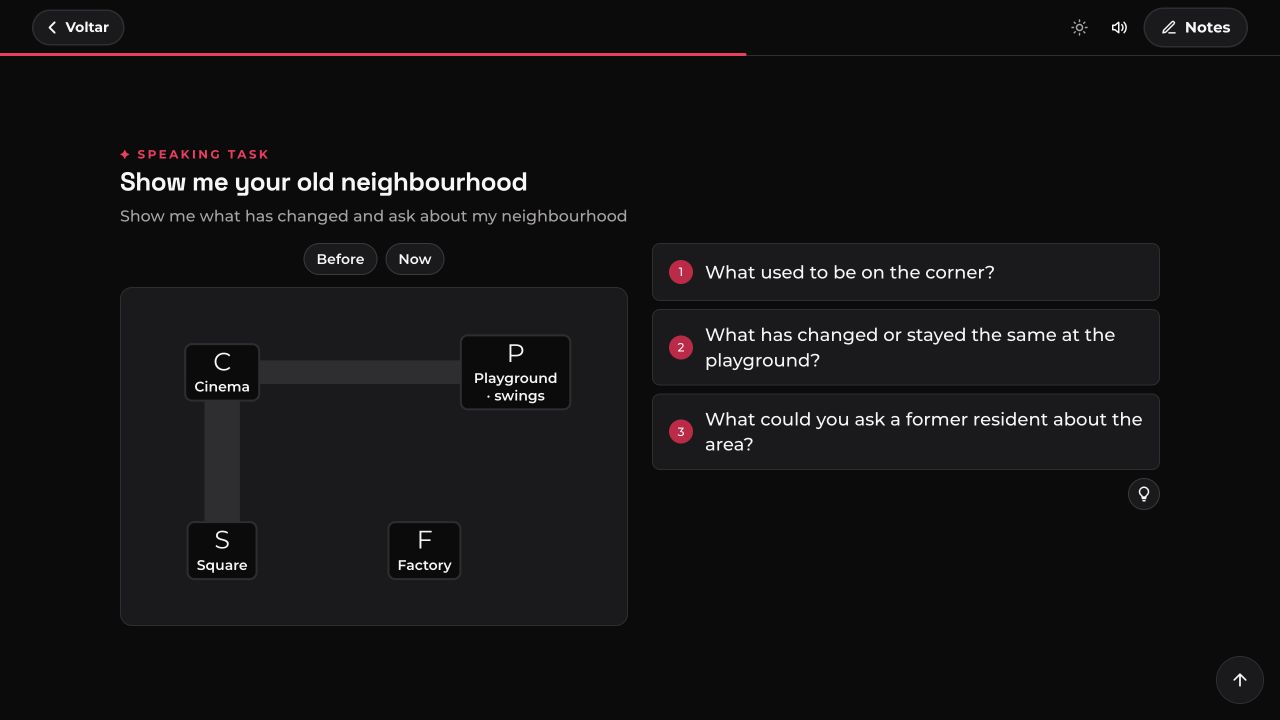 Voltar
Notes
SPEAKING TASK
Show me your old neighbourhood
Show me what has changed and ask about my neighbourhood
Before
Now
C
Cinema
P
Playground
· swings
S
Square
F
Factory
1
What used to be on the corner?
2
What has changed or stayed the same at the
playground?
3
What could you ask a former resident about the
area?